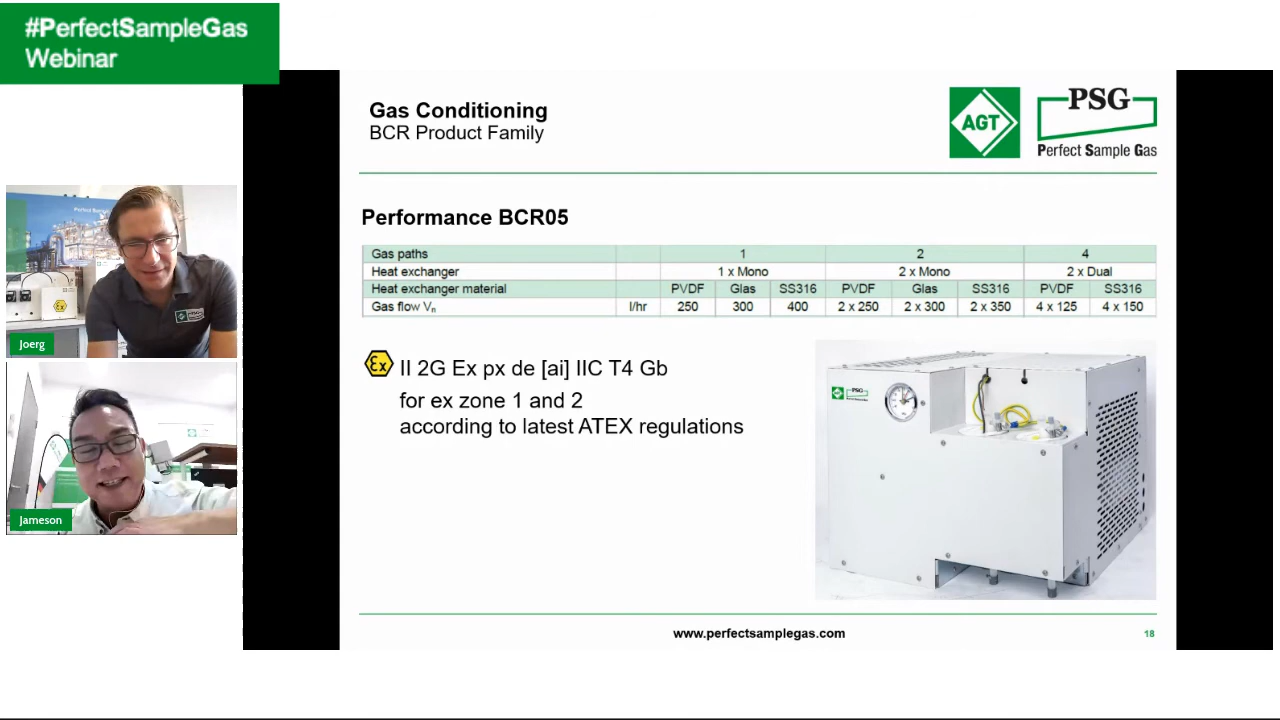 #PerfectSampleGas
Webinar
Gas Conditioning
BCR Product Family
AGT
PSG
Perfect Sample Gas
Performance BCR05
Gas paths 1 2 4
Heat exchanger 1 x Mono 2 x Mono 2 x Dual
Heat exchanger material PVDF Glas SS316 PVDF Glas SS316 PVDF SS316
Gas flow Vn l/hr 250 300 400 2 x 250 2 x 300 2 x 350 4 x 125 4 x 150
Ex II 2G Ex px de [ai] IIC T4 Gb
for ex zone 1 and 2
according to latest ATEX regulations
PSG
Joerg
Jameson
www.perfectsamplegas.com
18